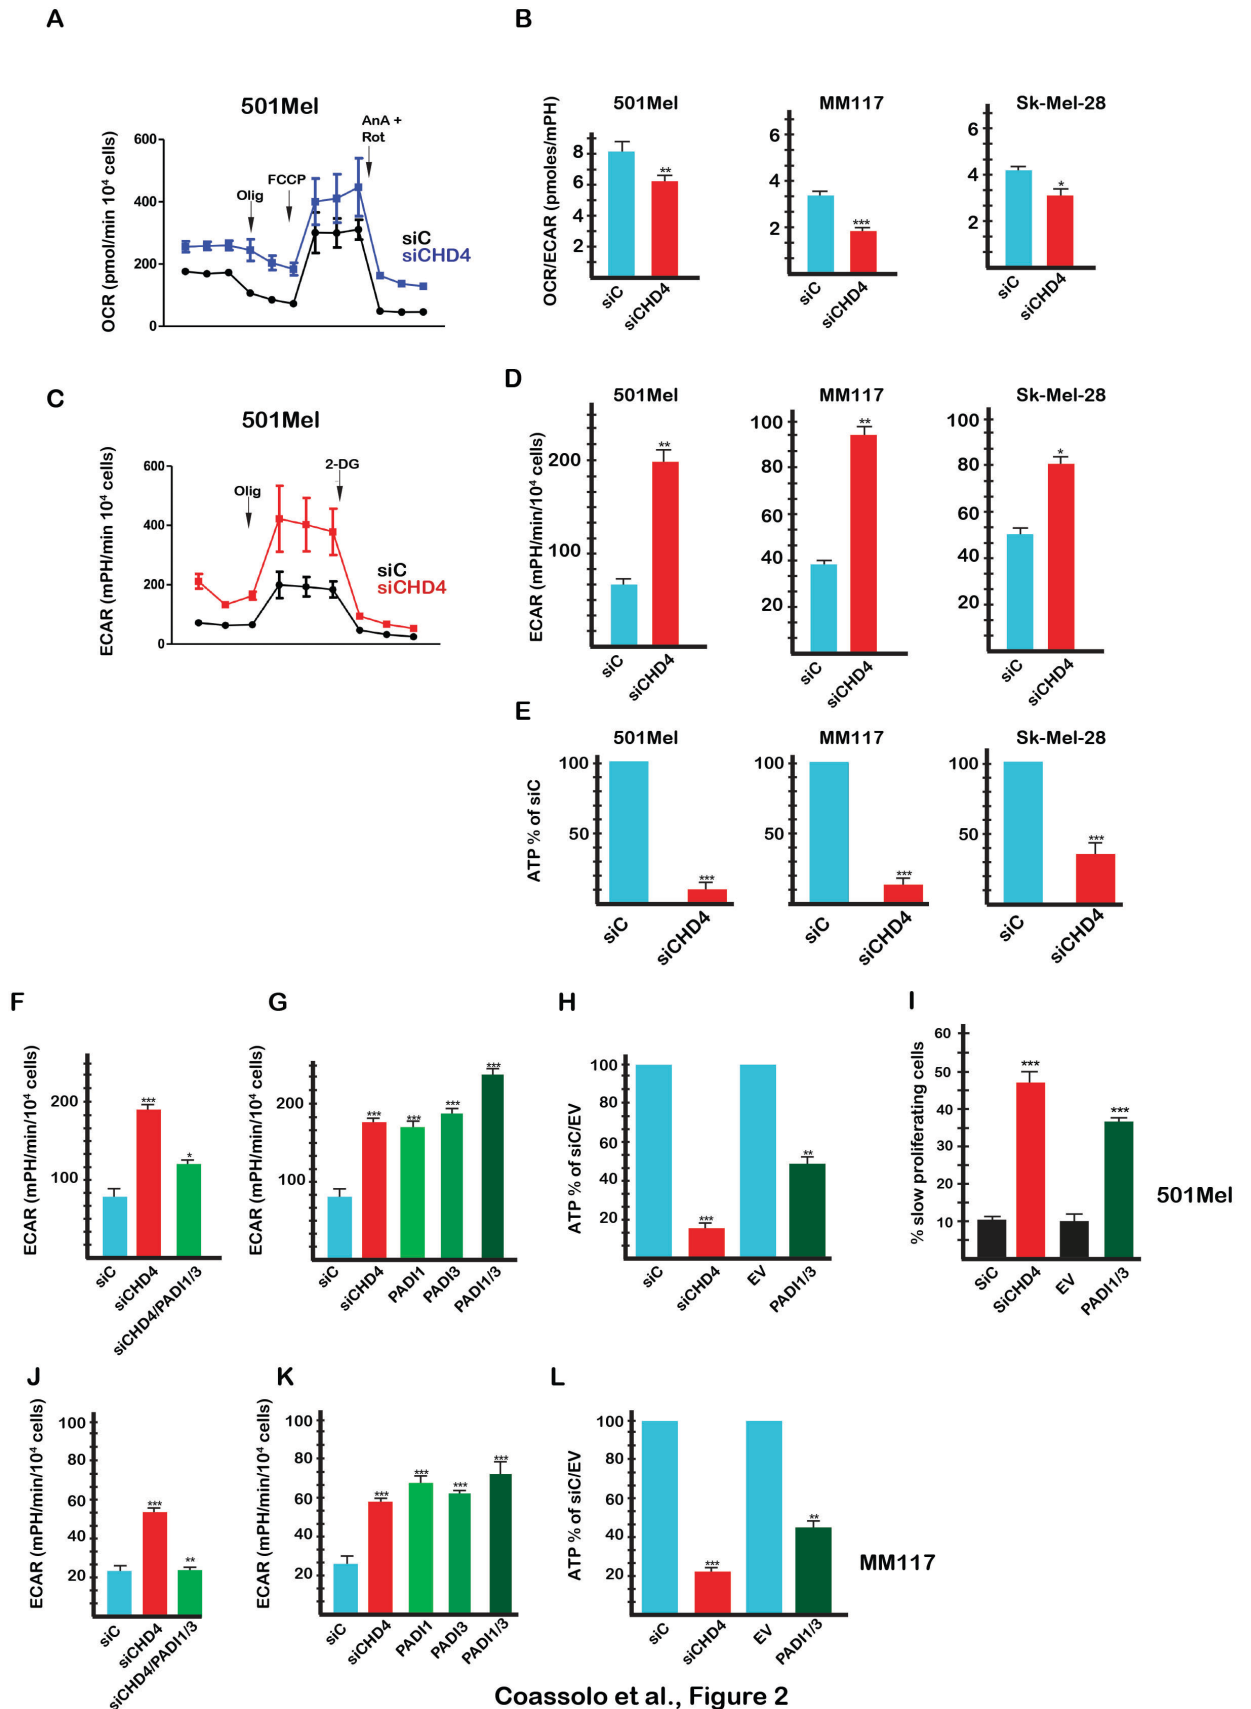 A
B
501Mel
OCR (pmol/min 10⁴ cells)
600
400
200
0
Olig
FCCP
AnA +
Rot
siC
siCHD4
OCR/ECAR (pmoles/mPH)
501Mel
8
6
4
2
siC
siCHD4
**
MM117
6
4
2
siC
siCHD4
***
Sk-Mel-28
6
4
2
siC
siCHD4
*
C
D
501Mel
ECAR (mPH/min 10⁴ cells)
600
400
200
0
Olig
2-DG
siC
siCHD4
ECAR (mPH/min/10⁴ cells)
501Mel
200
100
siC
siCHD4
**
MM117
100
80
60
40
20
siC
siCHD4
**
Sk-Mel-28
100
80
60
40
20
siC
siCHD4
*
E
ATP % of siC
501Mel
100
50
siC
siCHD4
***
MM117
100
50
siC
siCHD4
***
Sk-Mel-28
100
50
siC
siCHD4
***
F
ECAR (mPH/min/10⁴ cells)
200
100
***
*
siC
siCHD4
siCHD4/PADI1/3
G
ECAR (mPH/min/10⁴ cells)
200
100
***
***
***
***
siC
siCHD4
PADI1
PADI3
PADI1/3
H
ATP % of siC/EV
100
80
60
40
20
***
**
siC
siCHD4
EV
PADI1/3
I
% slow proliferating cells
60
50
40
30
20
10
***
***
SiC
SiCHD4
EV
PADI1/3
501Mel
J
ECAR (mPH/min/10⁴ cells)
100
80
60
40
20
***
**
siC
siCHD4
siCHD4/PADI1/3
K
ECAR (mPH/min/10⁴ cells)
100
80
60
40
20
***
***
***
***
siC
siCHD4
PADI1
PADI3
PADI1/3
L
ATP % of siC/EV
100
80
60
40
20
***
**
siC
siCHD4
EV
PADI1/3
MM117
Coassolo et al., Figure 2